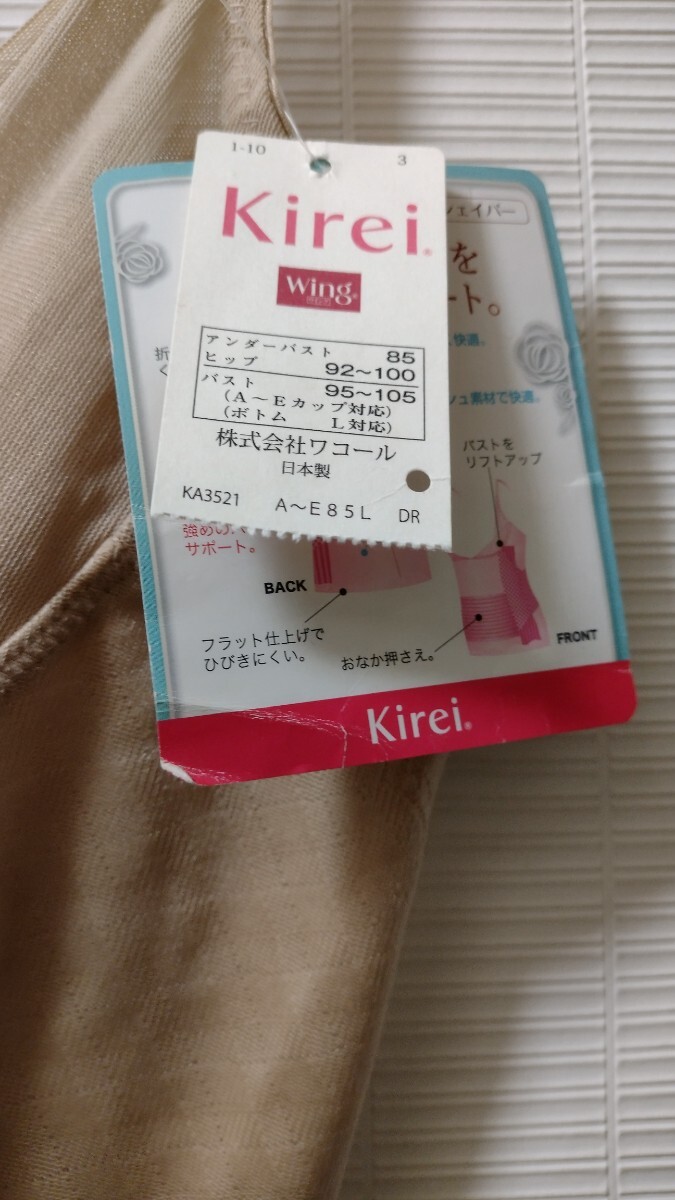 1-10 3
Kirei®
Wing
アンダーバスト 85
ヒップ 92～100
バスト 95～105
(A～Eカップ対応)
(ボトム L対応)
株式会社ワコール
日本製
KA3521 A～E85L DR
ェイパー
を
ート。
快適。
シュ素材で快適。
折
く
バストを
リフトアップ
サポート。
BACK
フラット仕上げで
ひびきにくい。
おなか押さえ。
FRONT
Kirei®